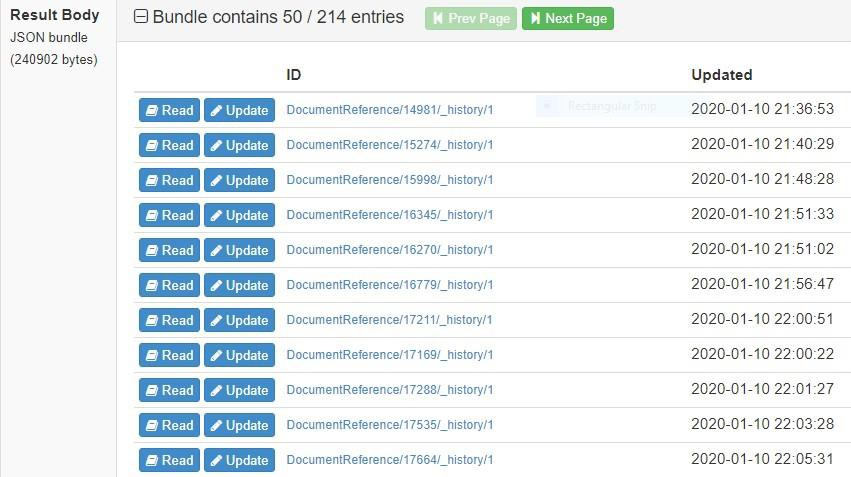 Result Body
JSON bundle
(240902 bytes)
Bundle contains 50 / 214 entries Prev Page Next Page
ID Updated
Read Update DocumentReference/14981/_history/1 Rectangular Snip 2020-01-10 21:36:53
Read Update DocumentReference/15274/_history/1 2020-01-10 21:40:29
Read Update DocumentReference/15998/_history/1 2020-01-10 21:48:28
Read Update DocumentReference/16345/_history/1 2020-01-10 21:51:33
Read Update DocumentReference/16270/_history/1 2020-01-10 21:51:02
Read Update DocumentReference/16779/_history/1 2020-01-10 21:56:47
Read Update DocumentReference/17211/_history/1 2020-01-10 22:00:51
Read Update DocumentReference/17169/_history/1 2020-01-10 22:00:22
Read Update DocumentReference/17288/_history/1 2020-01-10 22:01:27
Read Update DocumentReference/17535/_history/1 2020-01-10 22:03:28
Read Update DocumentReference/17664/_history/1 2020-01-10 22:05:31